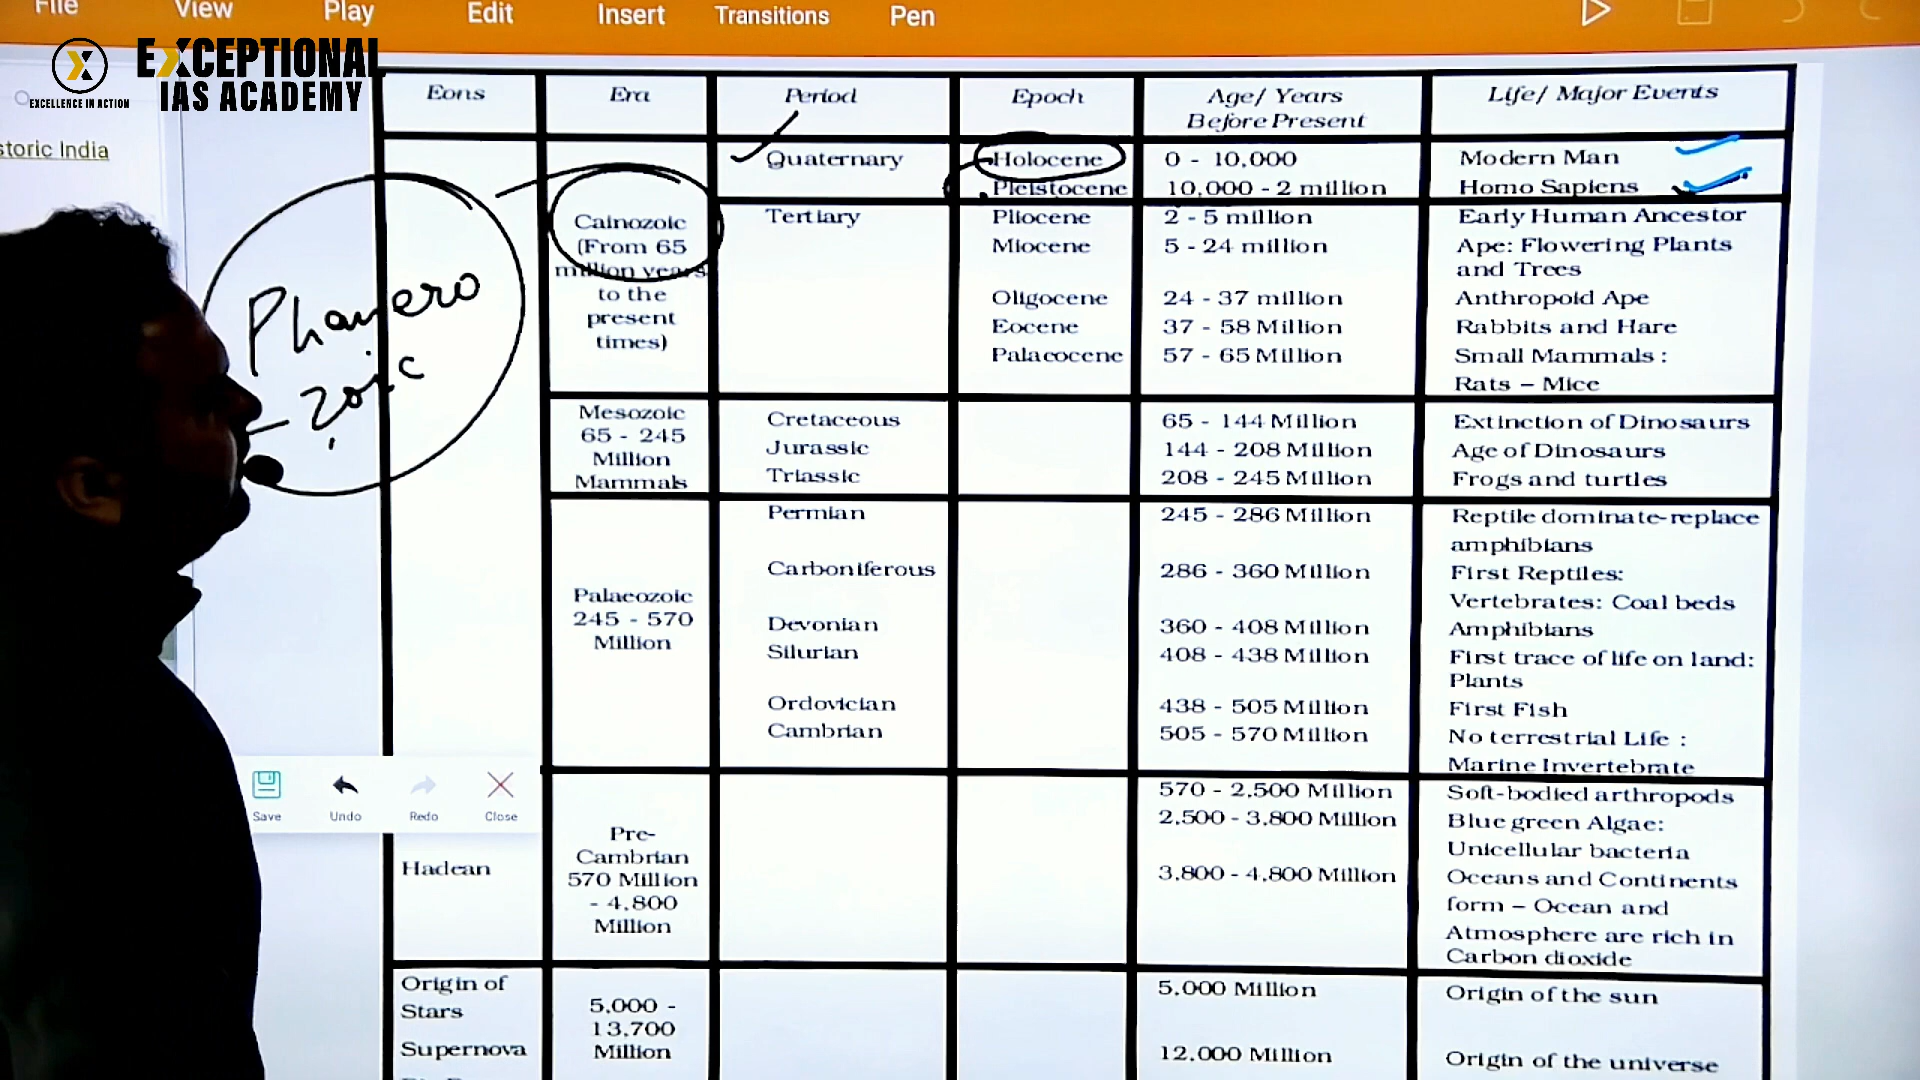 File View Play Edit Insert Transitions Pen
EXCEPTIONAL
IAS ACADEMY
EXCELLENCE IN ACTION
storic India
Eons Era Period Epoch Age/ Years Before Present Life/ Major Events
Quaternary Holocene 0 - 10,000 Modern Man
Pleistocene 10,000 - 2 million Homo Sapiens
Cainozoic
(From 65
million years
to the
present
times)
Tertiary Pliocene 2 - 5 million Early Human Ancestor
Miocene 5 - 24 million Ape: Flowering Plants
and Trees
Oligocene 24 - 37 million Anthropoid Ape
Eocene 37 - 58 Million Rabbits and Hare
Palaeocene 57 - 65 Million Small Mammals :
Rats – Mice
Phanero
- zoic
Mesozoic
65 - 245
Million
Mammals
Cretaceous 65 - 144 Million Extinction of Dinosaurs
Jurassic 144 - 208 Million Age of Dinosaurs
Triassic 208 - 245 Million Frogs and turtles
Palaeozoic
245 - 570
Million
Permian 245 - 286 Million Reptile dominate-replace
amphibians
Carboniferous 286 - 360 Million First Reptiles:
Vertebrates: Coal beds
Devonian 360 - 408 Million Amphibians
Silurian 408 - 438 Million First trace of life on land:
Plants
Ordovician 438 - 505 Million First Fish
Cambrian 505 - 570 Million No terrestrial Life :
Marine Invertebrate
Save Undo Redo Close
Hadean
Pre-
Cambrian
570 Million
- 4,800
Million
570 - 2,500 Million Soft-bodied arthropods
2,500 - 3,800 Million Blue green Algae:
Unicellular bacteria
3,800 - 4,800 Million Oceans and Continents
form – Ocean and
Atmosphere are rich in
Carbon dioxide
Origin of
Stars
Supernova
5,000 -
13,700
Million
5,000 Million Origin of the sun
12,000 Million Origin of the universe